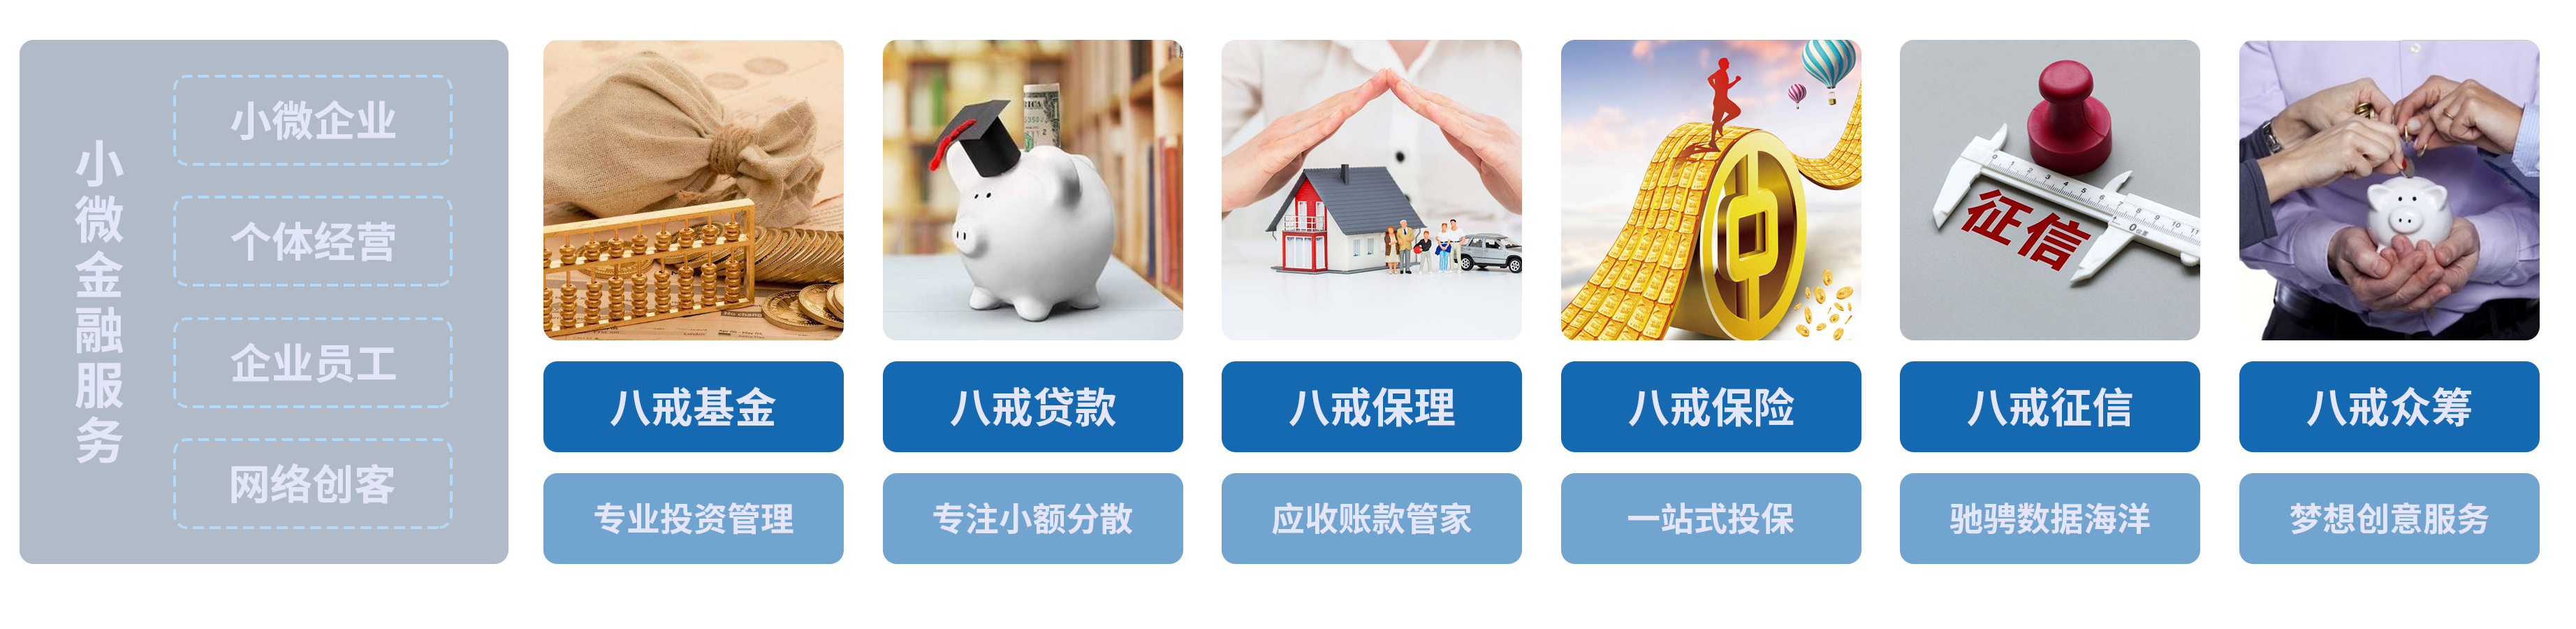 小微金融服务
小微企业
个体经营
企业员工
网络创客
征信
八戒基金
八戒贷款
八戒保理
八戒保险
八戒征信
八戒众筹
专业投资管理
专注小额分散
应收账款管家
一站式投保
驰骋数据海洋
梦想创意服务